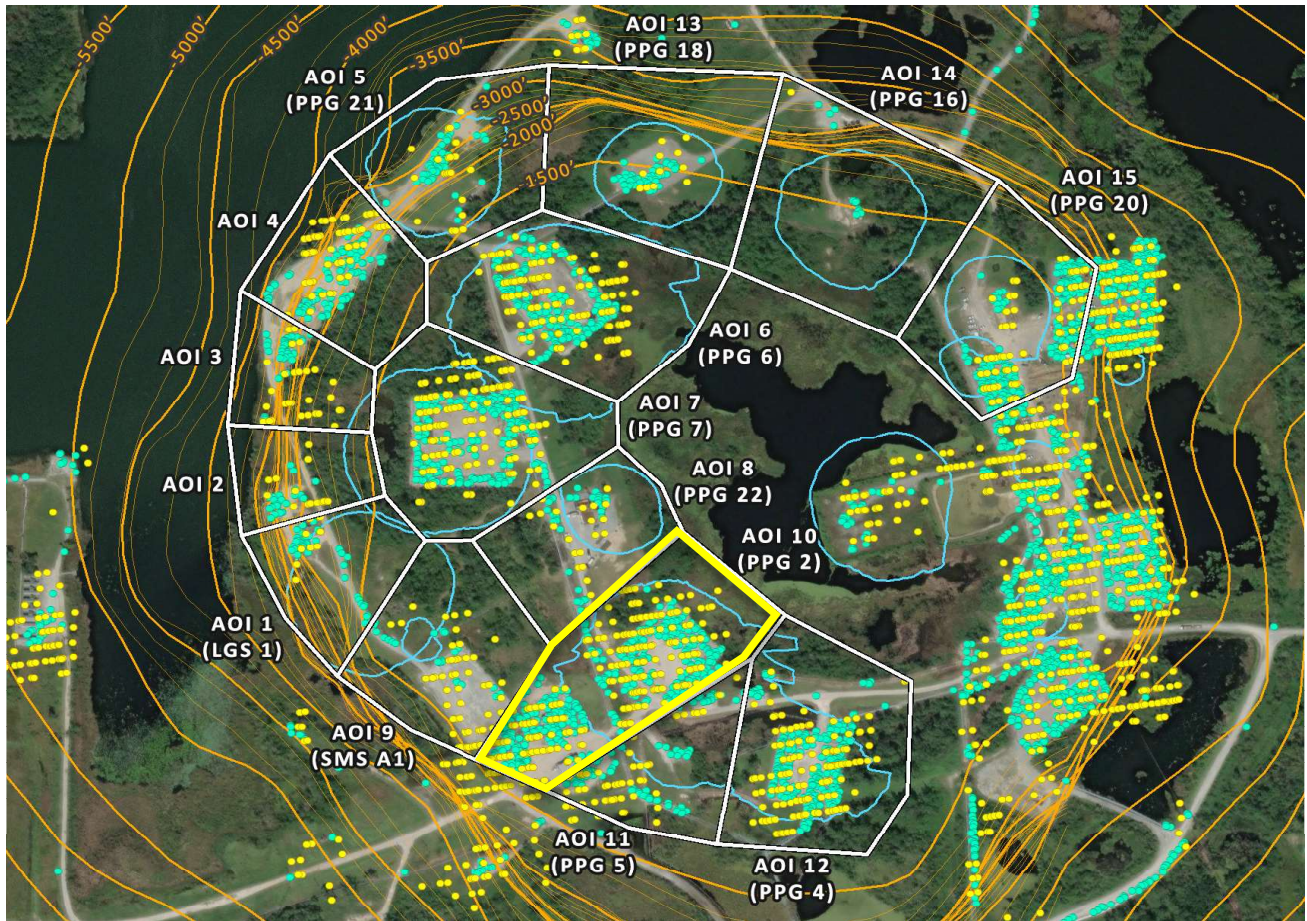 -5500'
-5000'
-4500'
-4000'
-3500'
-3000'
-2500'
-2000'
-1500'
AOI 13
(PPG 18)
AOI 5
(PPG 21)
AOI 14
(PPG 16)
AOI 15
(PPG 20)
AOI 4
AOI 3
AOI 6
(PPG 6)
AOI 7
(PPG 7)
AOI 2
AOI 8
(PPG 22)
AOI 10
(PPG 2)
AOI 1
(LGS 1)
AOI 9
(SMS A1)
AOI 11
(PPG 5)
AOI 12
(PPG 4)